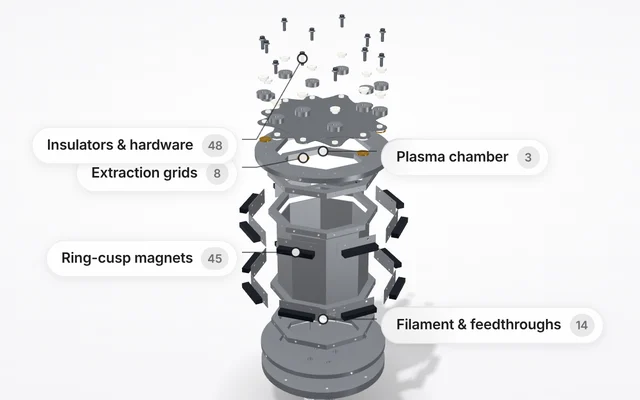 Insulators & hardware 48
Extraction grids 8
Plasma chamber 3
Ring-cusp magnets 45
Filament & feedthroughs 14